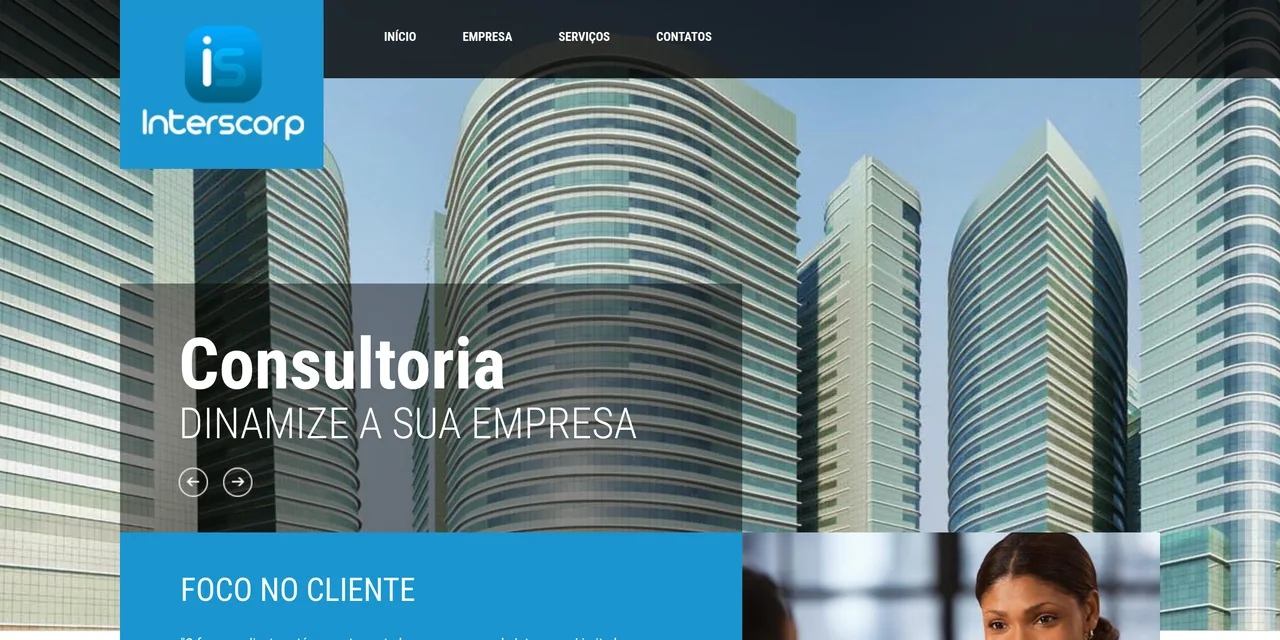 INÍCIO EMPRESA SERVIÇOS CONTATOS
is
Interscorp
Consultoria
DINAMIZE A SUA EMPRESA
FOCO NO CLIENTE